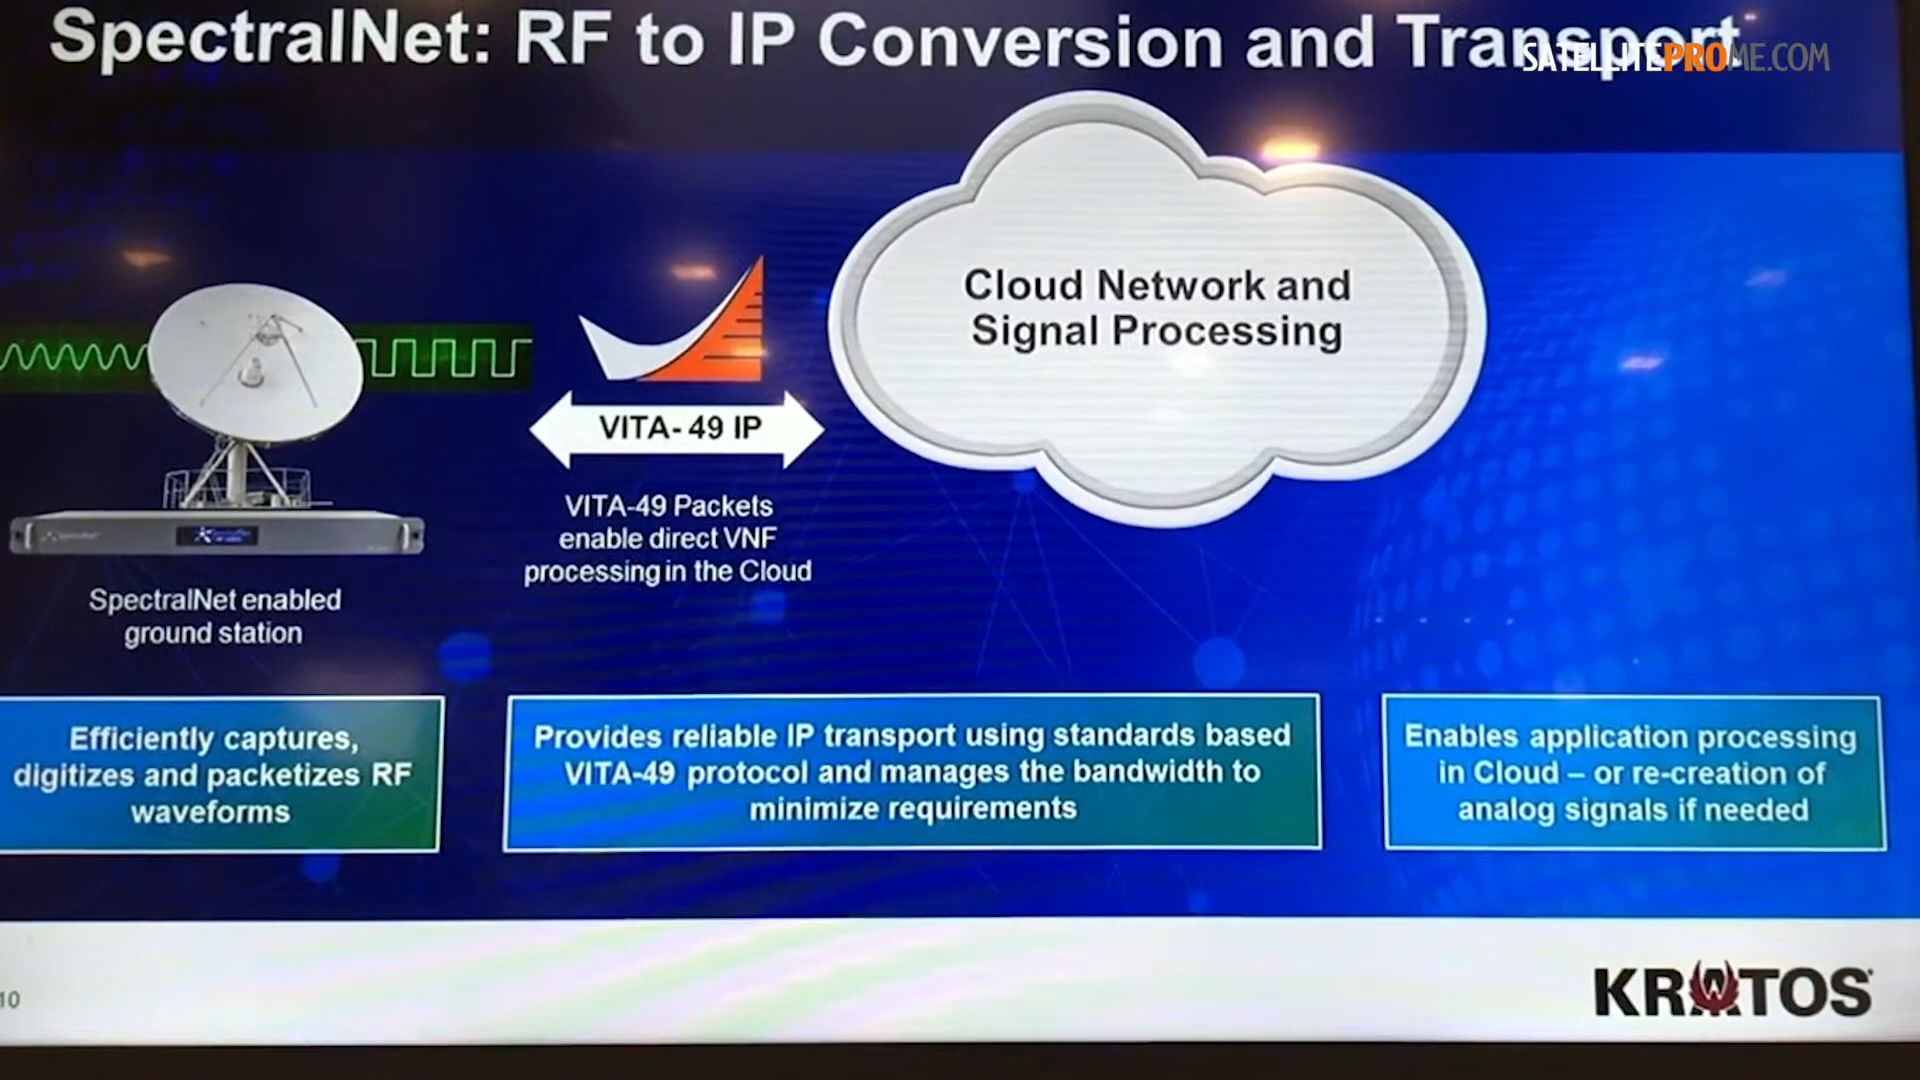 SpectralNet: RF to IP Conversion and Transport
SATELLITEPROME.COM
Cloud Network and
Signal Processing
VITA- 49 IP
VITA-49 Packets
enable direct VNF
processing in the Cloud
SpectralNet enabled
ground station
Efficiently captures,
digitizes and packetizes RF
waveforms
Provides reliable IP transport using standards based
VITA-49 protocol and manages the bandwidth to
minimize requirements
Enables application processing
in Cloud – or re-creation of
analog signals if needed
10
KRATOS